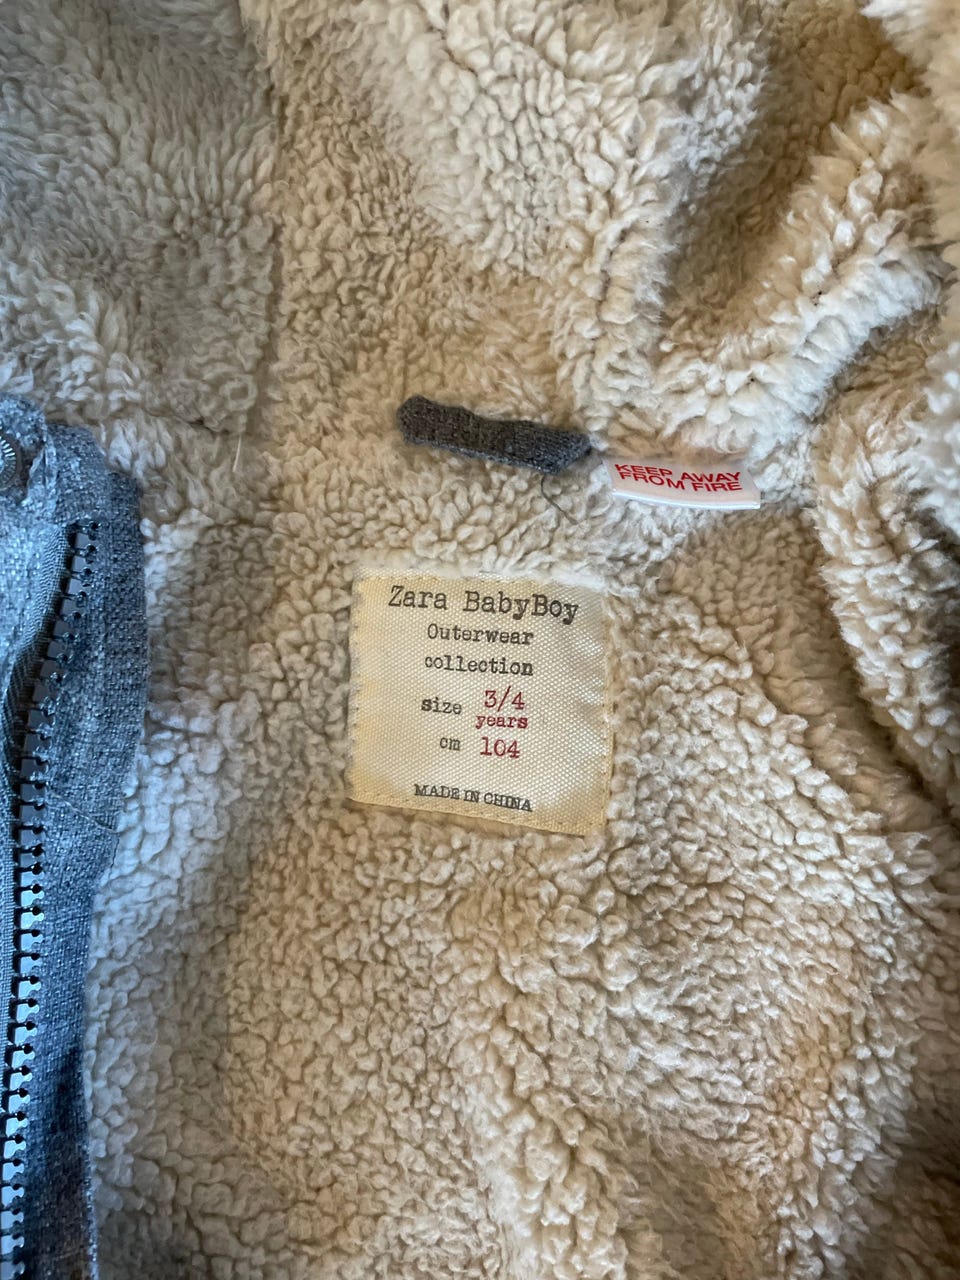 KEEP AWAY
FROM FIRE
Zara BabyBoy
Outerwear
collection
size 3/4
years
cm 104
MADE IN CHINA